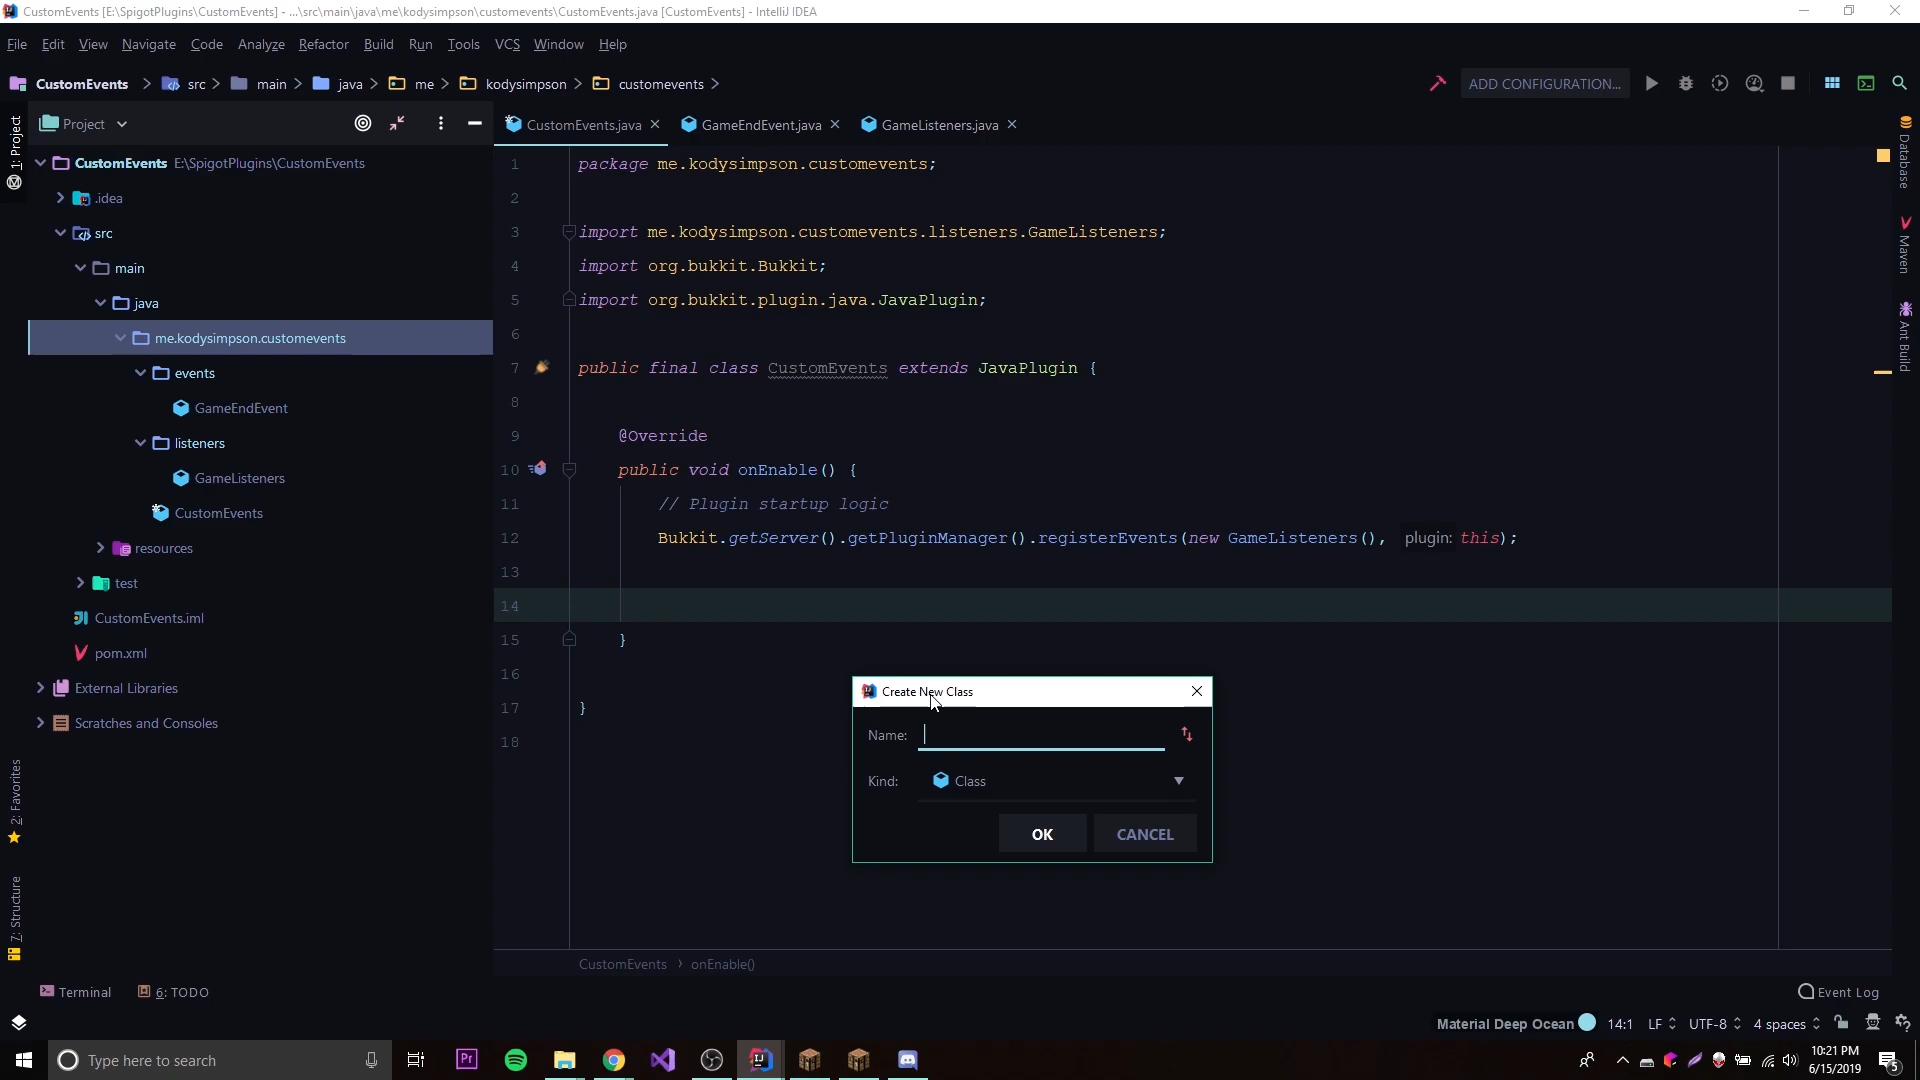 CustomEvents [E:\SpigotPlugins\CustomEvents] - ...\src\main\java\me\kodysimpson\customevents\CustomEvents.java [CustomEvents] - IntelliJ IDEA
File Edit View Navigate Code Analyze Refactor Build Run Tools VCS Window Help
CustomEvents src main java me kodysimpson customevents
ADD CONFIGURATION...
Project
CustomEvents.java GameEndEvent.java GameListeners.java
1: Project
CustomEvents E:\SpigotPlugins\CustomEvents
.idea
src
main
java
me.kodysimpson.customevents
events
GameEndEvent
listeners
GameListeners
CustomEvents
resources
test
CustomEvents.iml
pom.xml
External Libraries
Scratches and Consoles
2: Favorites
7: Structure
1 package me.kodysimpson.customevents;
2
3 import me.kodysimpson.customevents.listeners.GameListeners;
4 import org.bukkit.Bukkit;
5 import org.bukkit.plugin.java.JavaPlugin;
6
7 public final class CustomEvents extends JavaPlugin {
8
9 @Override
10 public void onEnable() {
11 // Plugin startup logic
12 Bukkit.getServer().getPluginManager().registerEvents(new GameListeners(), plugin: this);
13
14
15 }
16
17 }
18
Create New Class
Name:
Kind: Class
OK CANCEL
Database
Maven
Ant Build
CustomEvents onEnable()
Terminal 6: TODO
Event Log
Material Deep Ocean 14:1 LF UTF-8 4 spaces
Type here to search
Pr
IJ
10:21 PM
6/15/2019
5